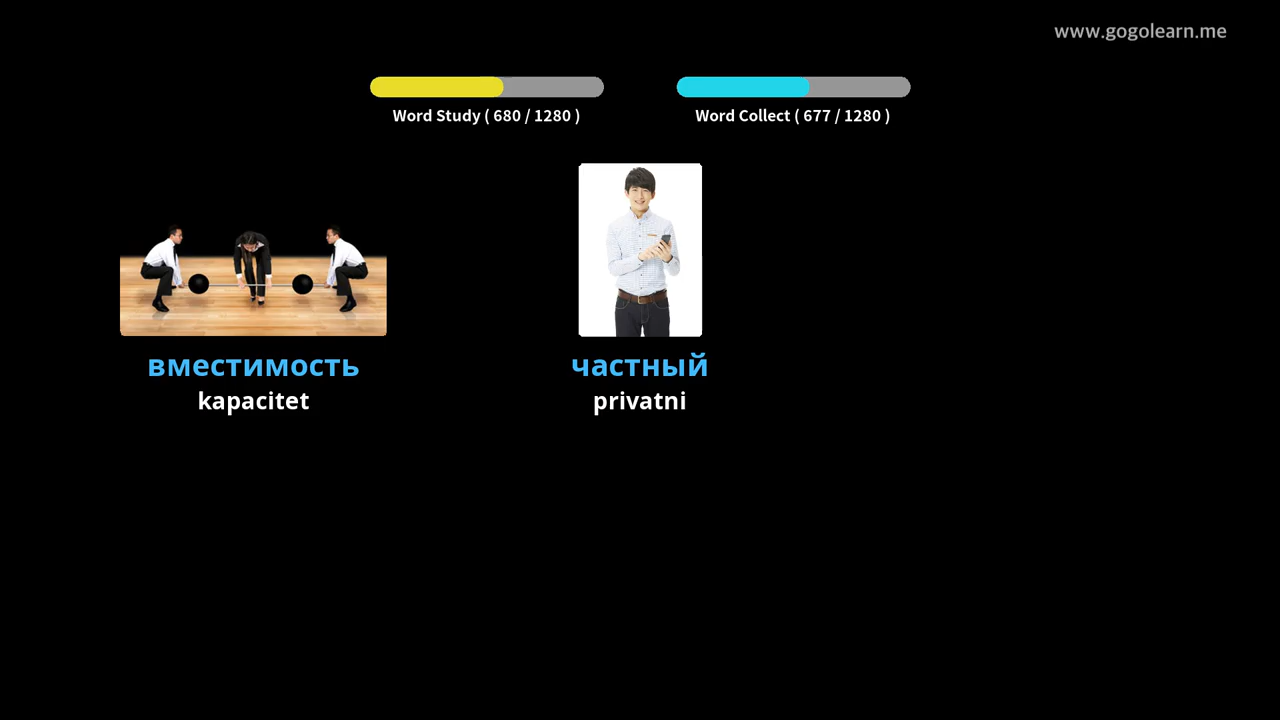 www.gogolearn.me
Word Study ( 680 / 1280 )
Word Collect ( 677 / 1280 )
вместимость
kapacitet
частный
privatni